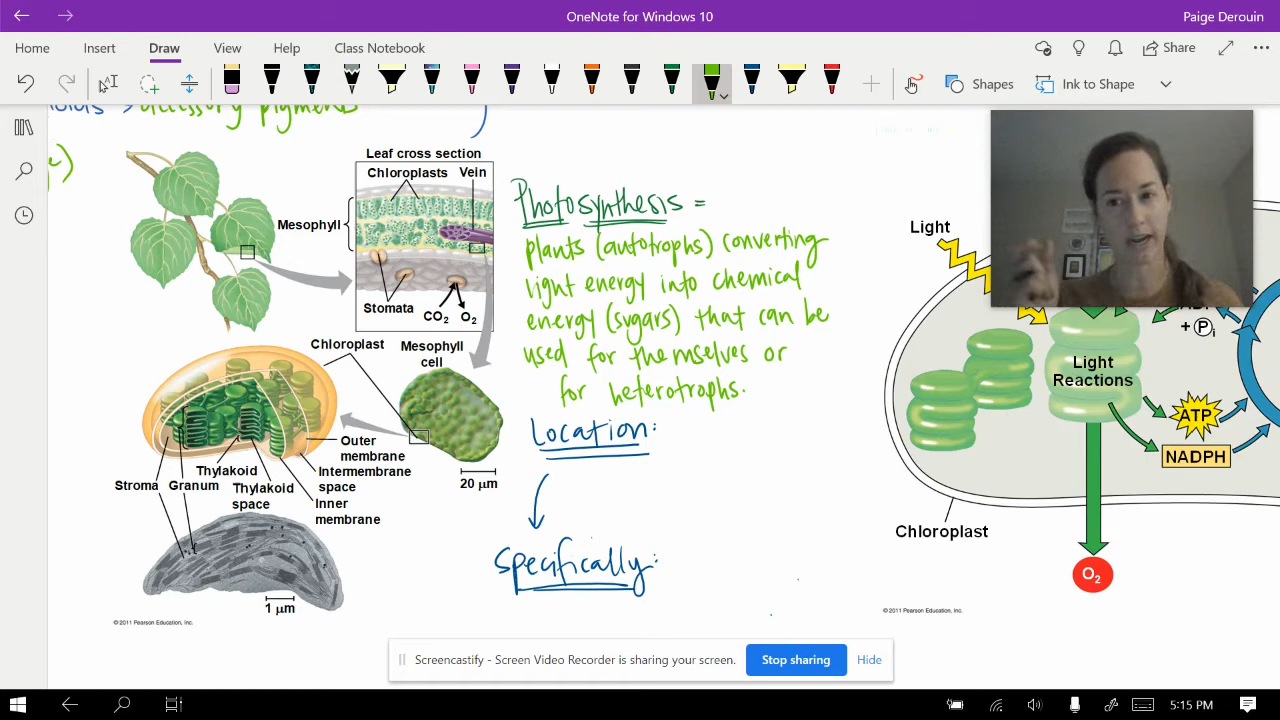 OneNote for Windows 10
Paige Derouin
Home
Insert
Draw
View
Help
Class Notebook
Share
Shapes
Ink to Shape
accessory pigments
Leaf cross section
Chloroplasts Vein
Mesophyll
Stomata
CO2 O2
Chloroplast
Mesophyll
cell
Outer
membrane
Thylakoid
Intermembrane
space
Stroma Granum Thylakoid
space
Inner
membrane
20 µm
1 µm
© 2011 Pearson Education, Inc.
Photosynthesis =
plants (autotrophs) converting
light energy into chemical
energy (sugars) that can be
used for themselves or
for heterotrophs.
Location:
Specifically:
Light
+ Pi
Light
Reactions
ATP
NADPH
Chloroplast
O2
© 2011 Pearson Education, Inc.
Screencastify - Screen Video Recorder is sharing your screen.
Stop sharing
Hide
5:15 PM